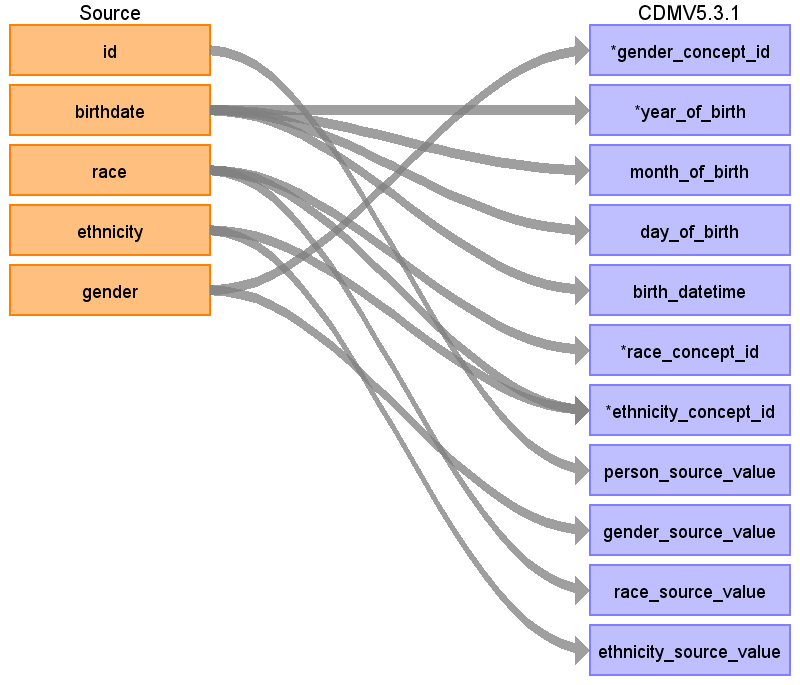 Source
CDMV5.3.1
id
*gender_concept_id
birthdate
*year_of_birth
race
month_of_birth
ethnicity
day_of_birth
gender
birth_datetime
*race_concept_id
*ethnicity_concept_id
person_source_value
gender_source_value
race_source_value
ethnicity_source_value